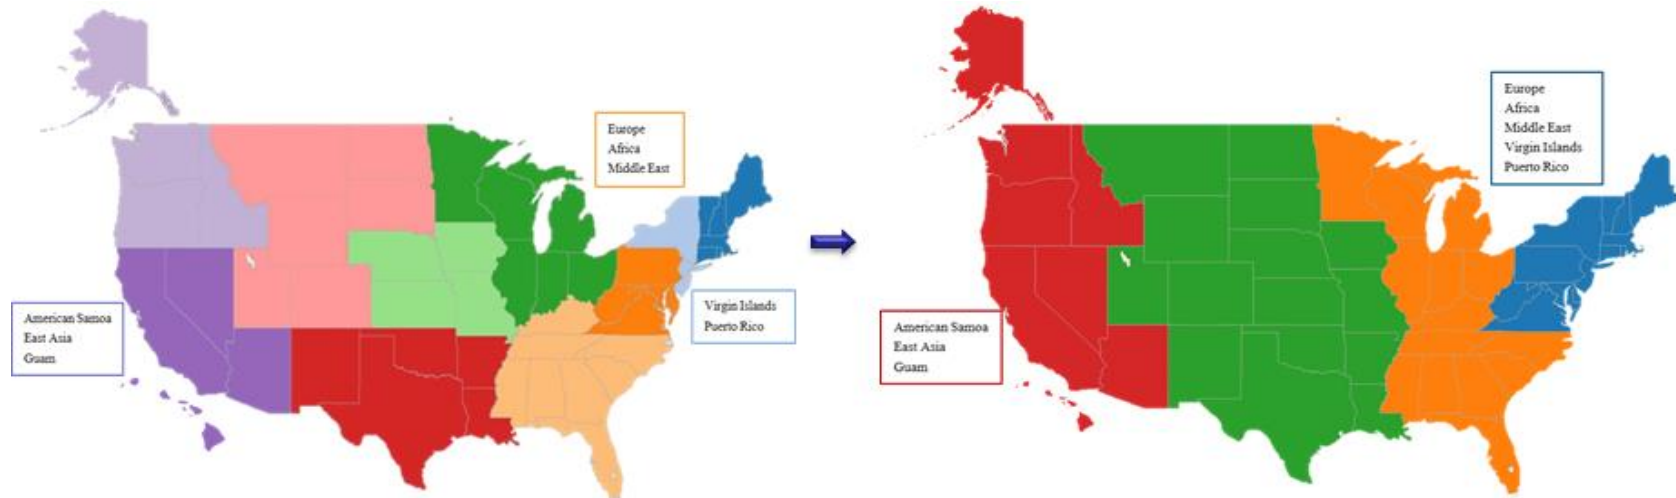 Europe
Africa
Middle East
American Samoa
East Asia
Guam
Virgin Islands
Puerto Rico
Europe
Africa
Middle East
Virgin Islands
Puerto Rico
American Samoa
East Asia
Guam